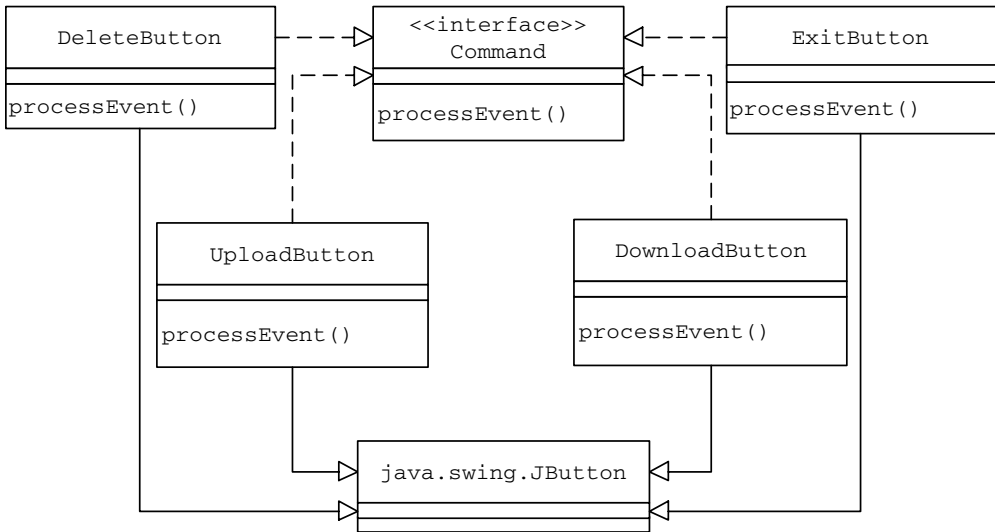 DeleteButton
processEvent()
<<interface>>
Command
processEvent()
ExitButton
processEvent()
UploadButton
processEvent()
DownloadButton
processEvent()
java.swing.JButton